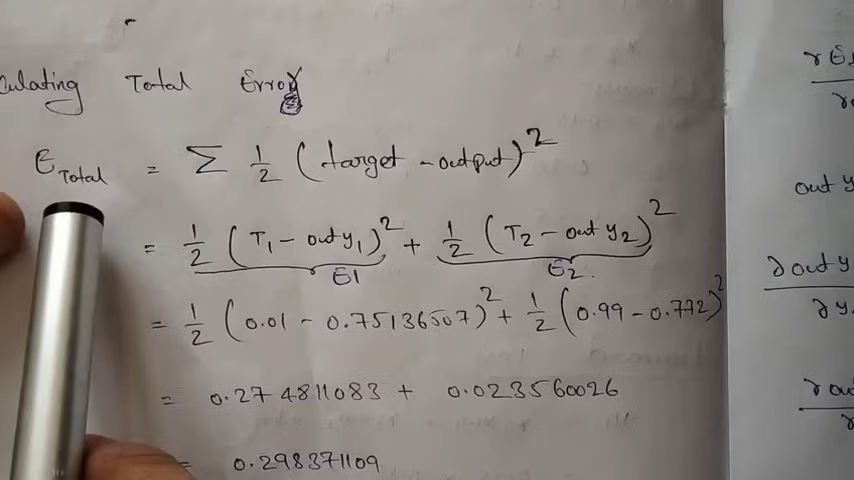 culating Total Error
E Total = Σ 1/2 (target - output)²
= 1/2 (T₁ - out y₁)² + 1/2 (T₂ - out y₂)²
E1 E2.
= 1/2 (0.01 - 0.75136507)² + 1/2 (0.99 - 0.772)²
= 0.274811083 + 0.023560026
= 0.298371109
out y
∂ out y
∂ y